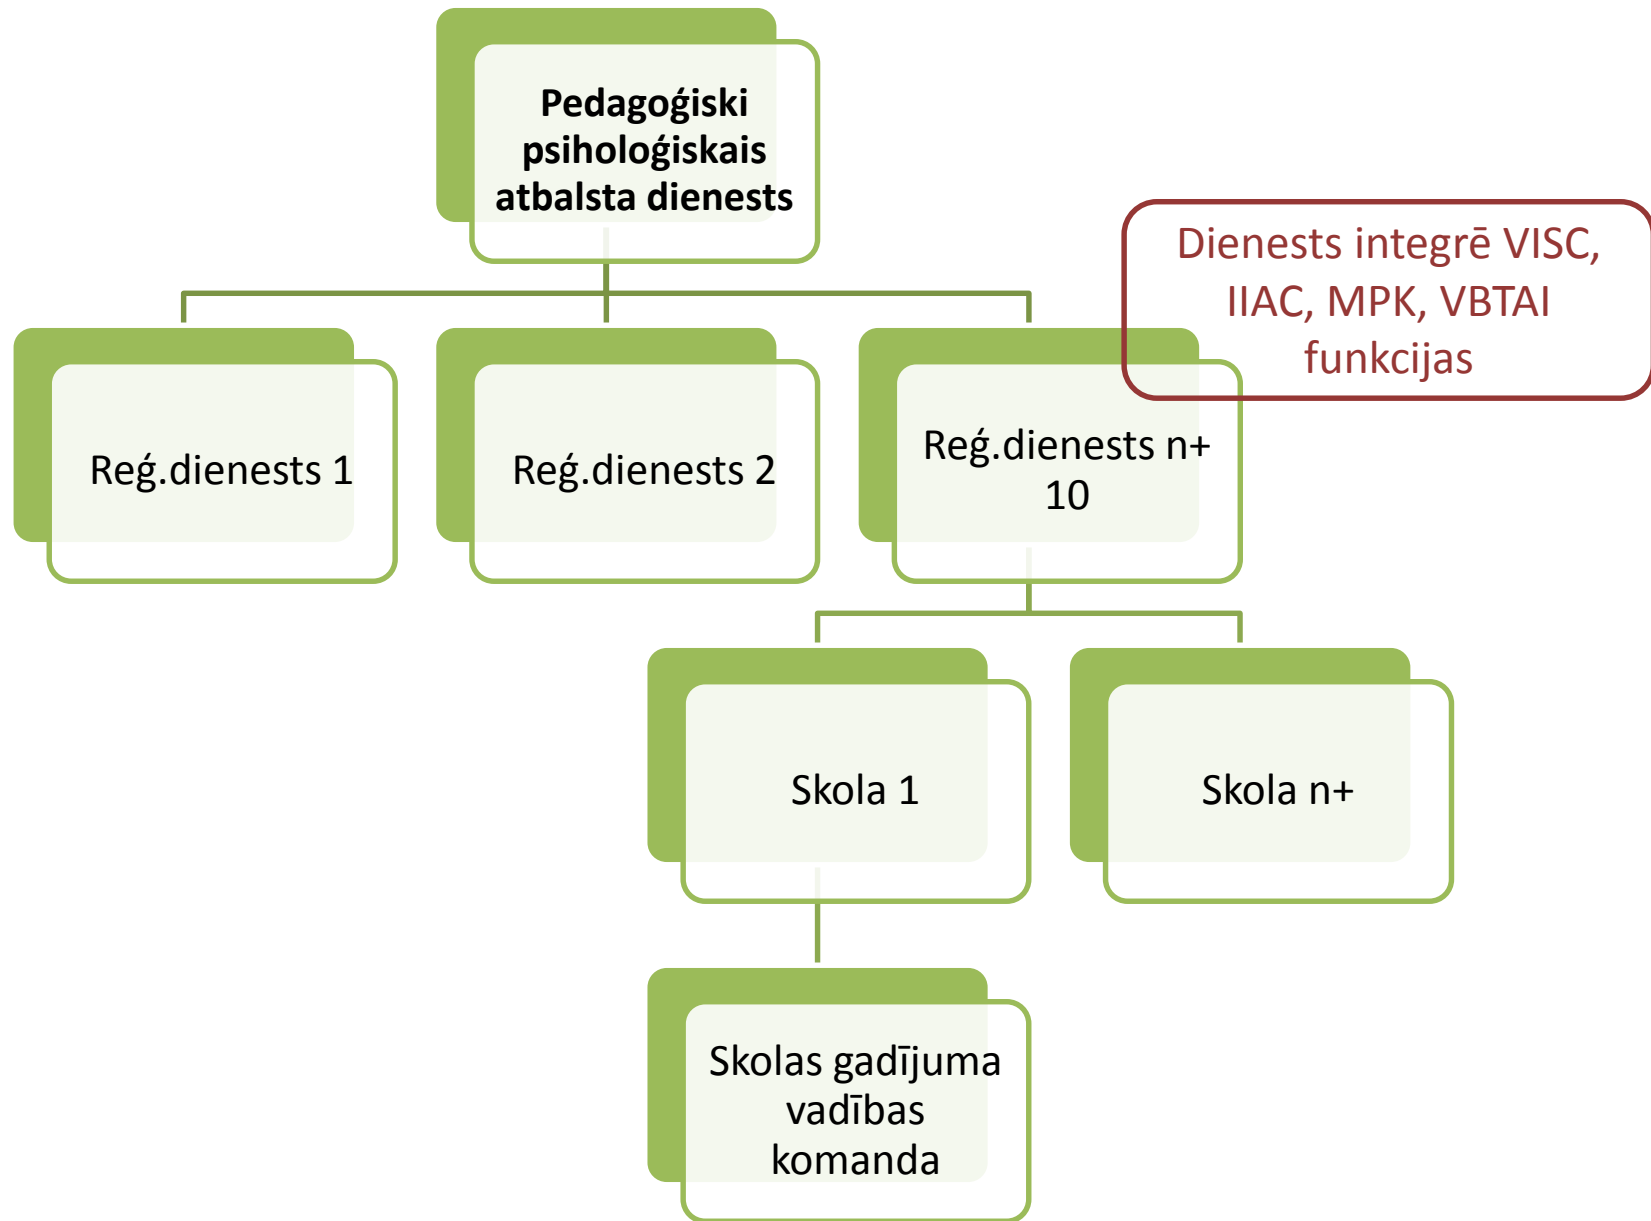 Pedagoģiski
psiholoģiskais
atbalsta dienests
Dienests integrē VISC,
IIAC, MPK, VBTAI
funkcijas
Reģ.dienests 1
Reģ.dienests 2
Reģ.dienests n+
10
Skola 1
Skola n+
Skolas gadījuma
vadības
komanda